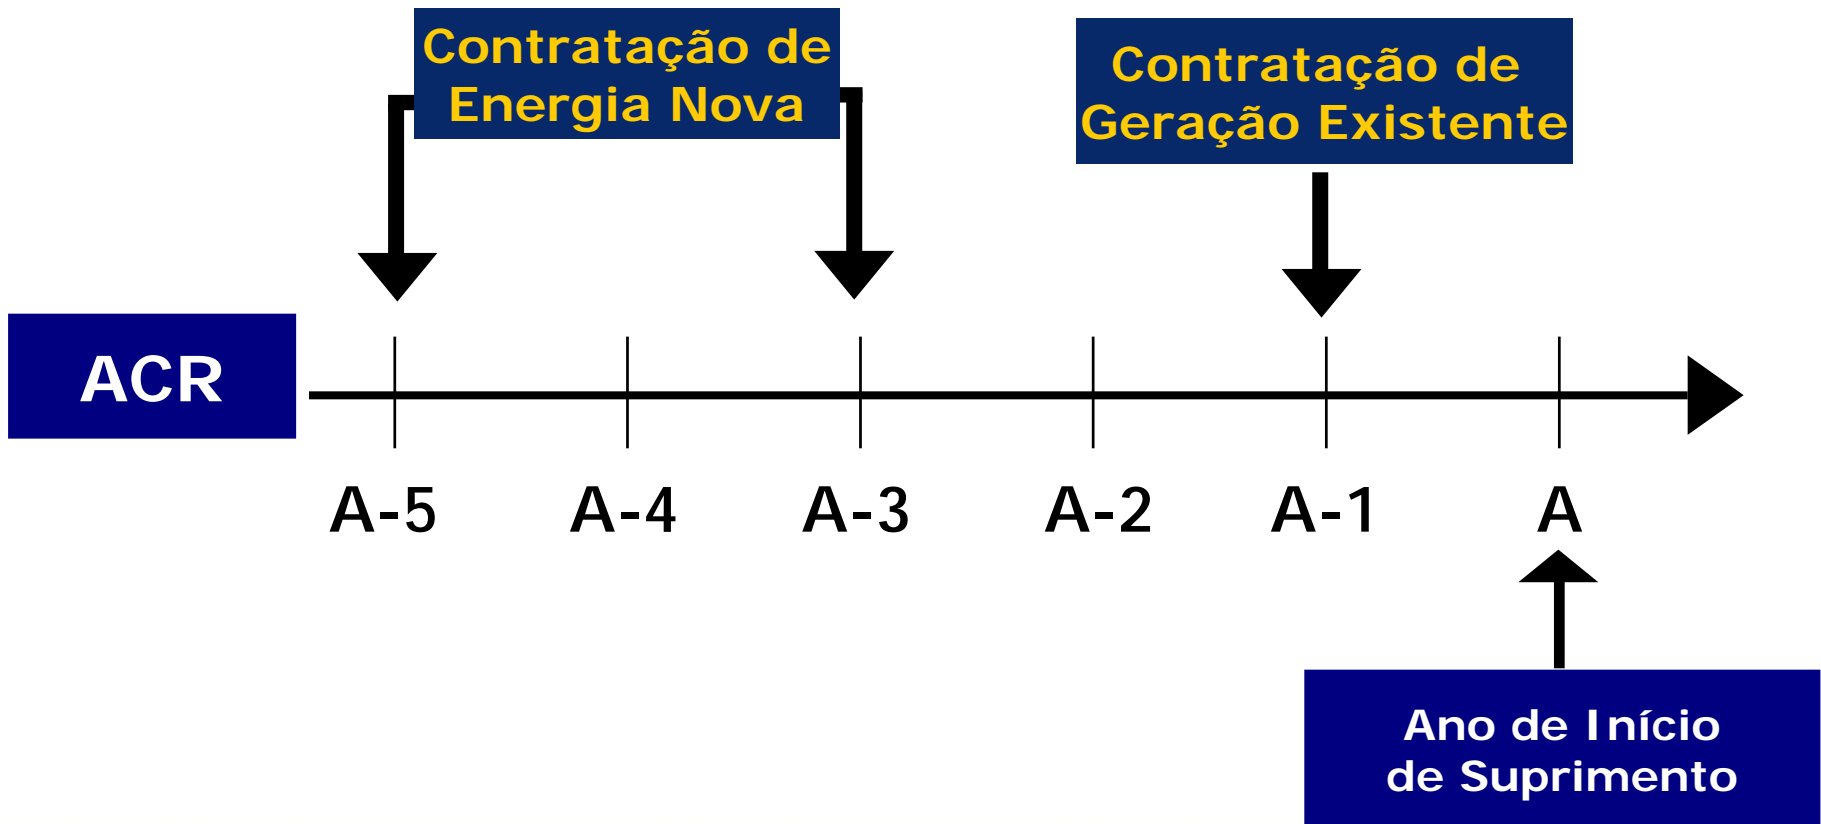 Contratação de
Energia Nova
Contratação de
Geração Existente
ACR
A-5
A-4
A-3
A-2
A-1
A
Ano de Início
de Suprimento